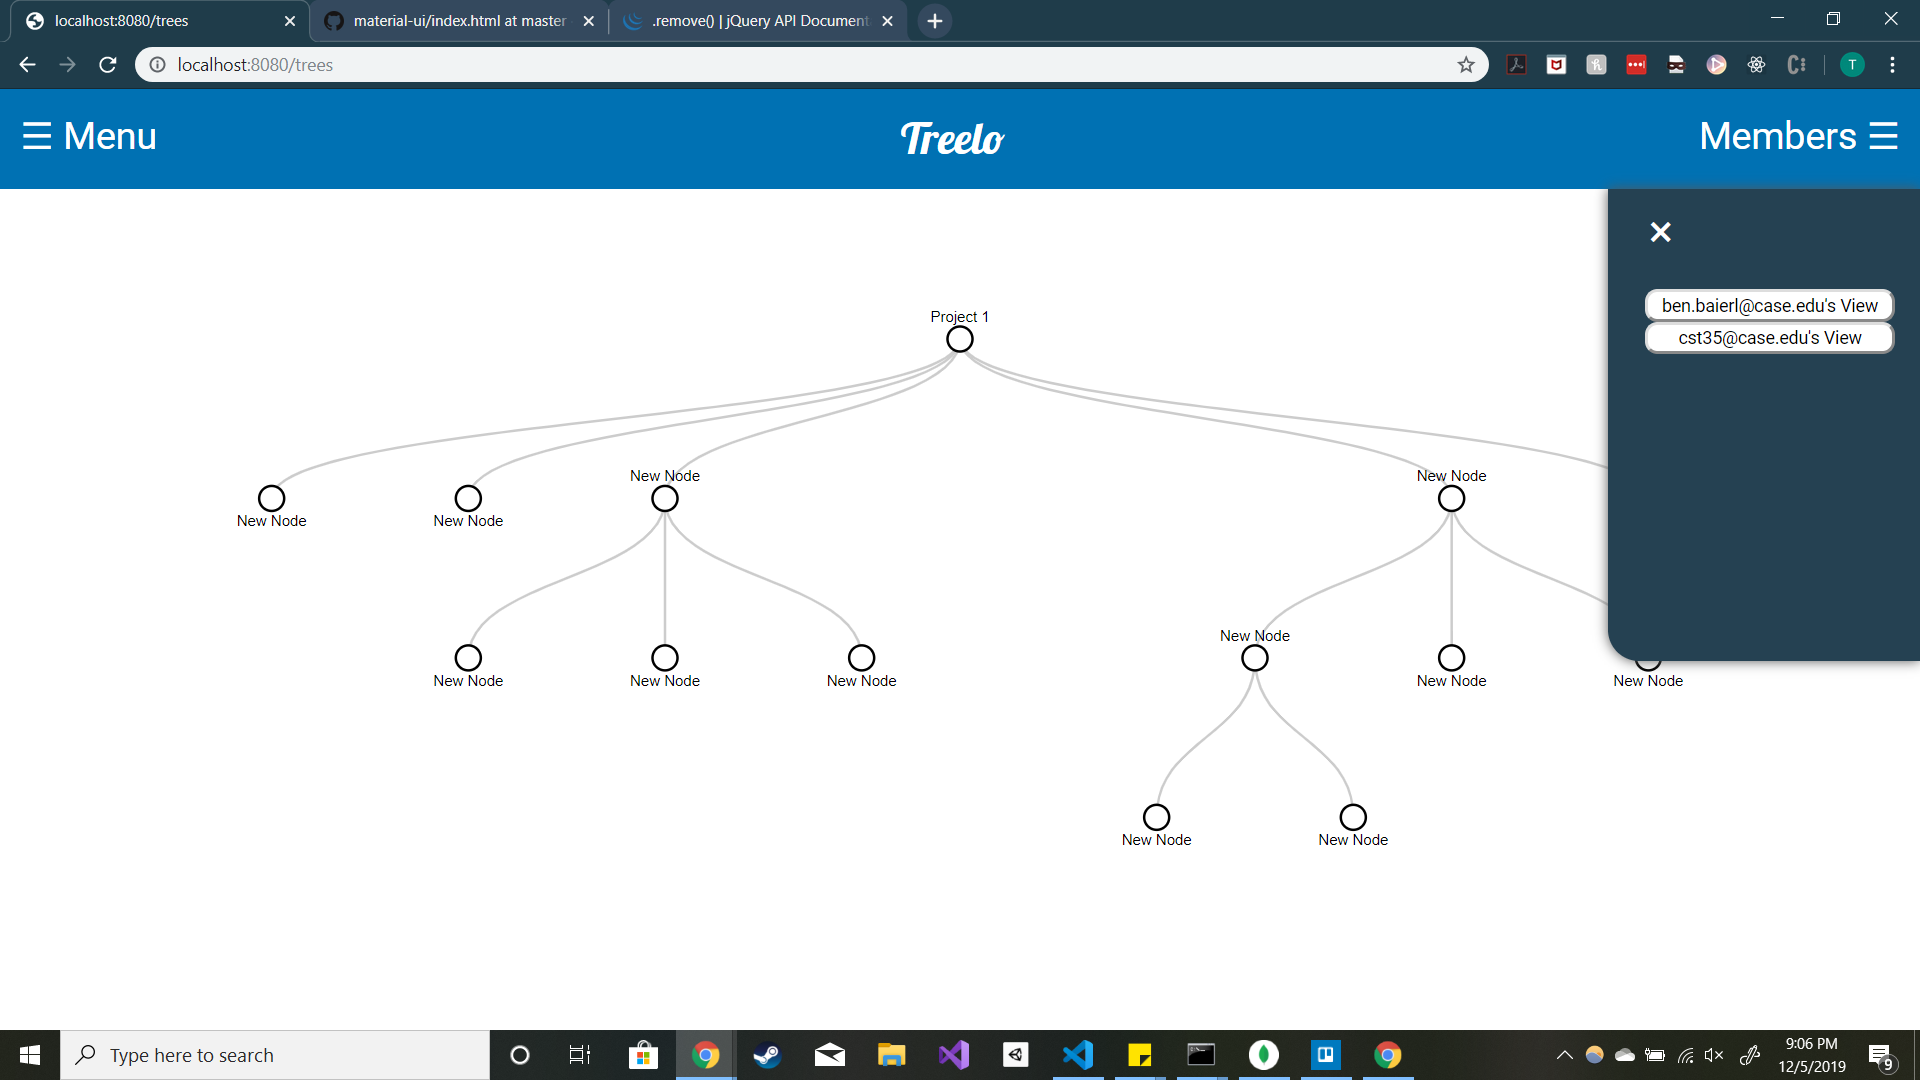 localhost:8080/trees
material-ui/index.html at master
.remove() | jQuery API Document
localhost:8080/trees
T
☰ Menu
Treelo
Members ☰
ben.baierl@case.edu's View
cst35@case.edu's View
Project 1
New Node
New Node
New Node
New Node
New Node
New Node
New Node
New Node
New Node
New Node
New Node
New Node
Type here to search
9:06 PM
12/5/2019
9